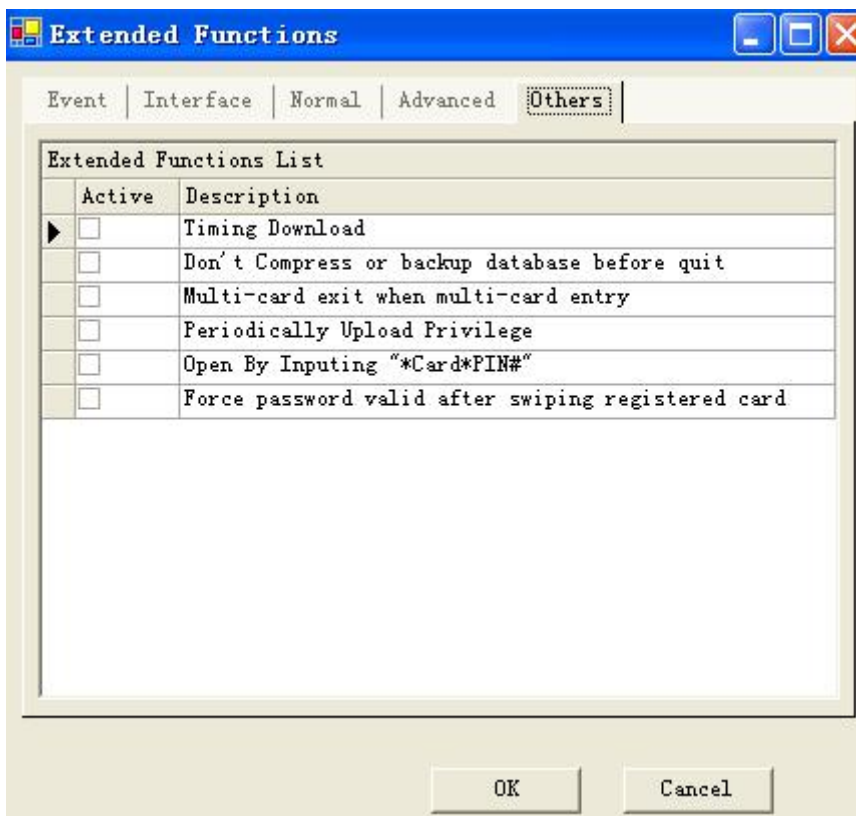 Extended Functions
Event Interface Normal Advanced Others
Extended Functions List
Active Description
Timing Download
Don't Compress or backup database before quit
Multi-card exit when multi-card entry
Periodically Upload Privilege
Open By Inputing "*Card*PIN#"
Force password valid after swiping registered card
OK Cancel